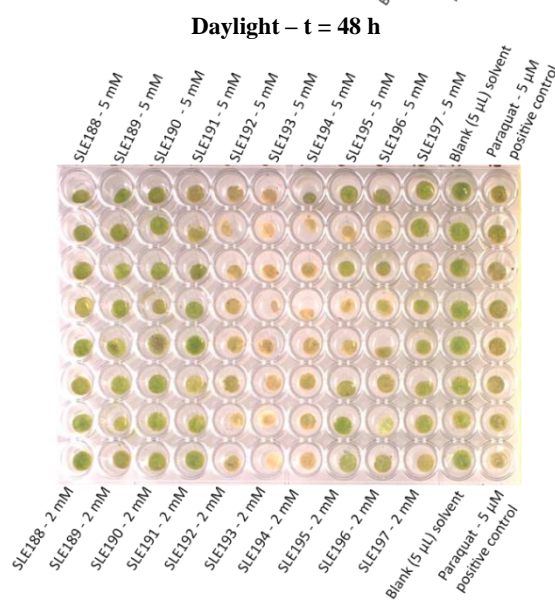 Daylight – t = 48 h
SLE188 - 5 mM
SLE189 - 5 mM
SLE190 - 5 mM
SLE191 - 5 mM
SLE192 - 5 mM
SLE193 - 5 mM
SLE194 - 5 mM
SLE195 - 5 mM
SLE196 - 5 mM
SLE197 - 5 mM
Blank (5 µL) solvent
Paraquat - 5 µM
positive control
SLE188 - 2 mM
SLE189 - 2 mM
SLE190 - 2 mM
SLE191 - 2 mM
SLE192 - 2 mM
SLE193 - 2 mM
SLE194 - 2 mM
SLE195 - 2 mM
SLE196 - 2 mM
SLE197 - 2 mM
Blank (5 µL) solvent
Paraquat - 5 µM
positive control